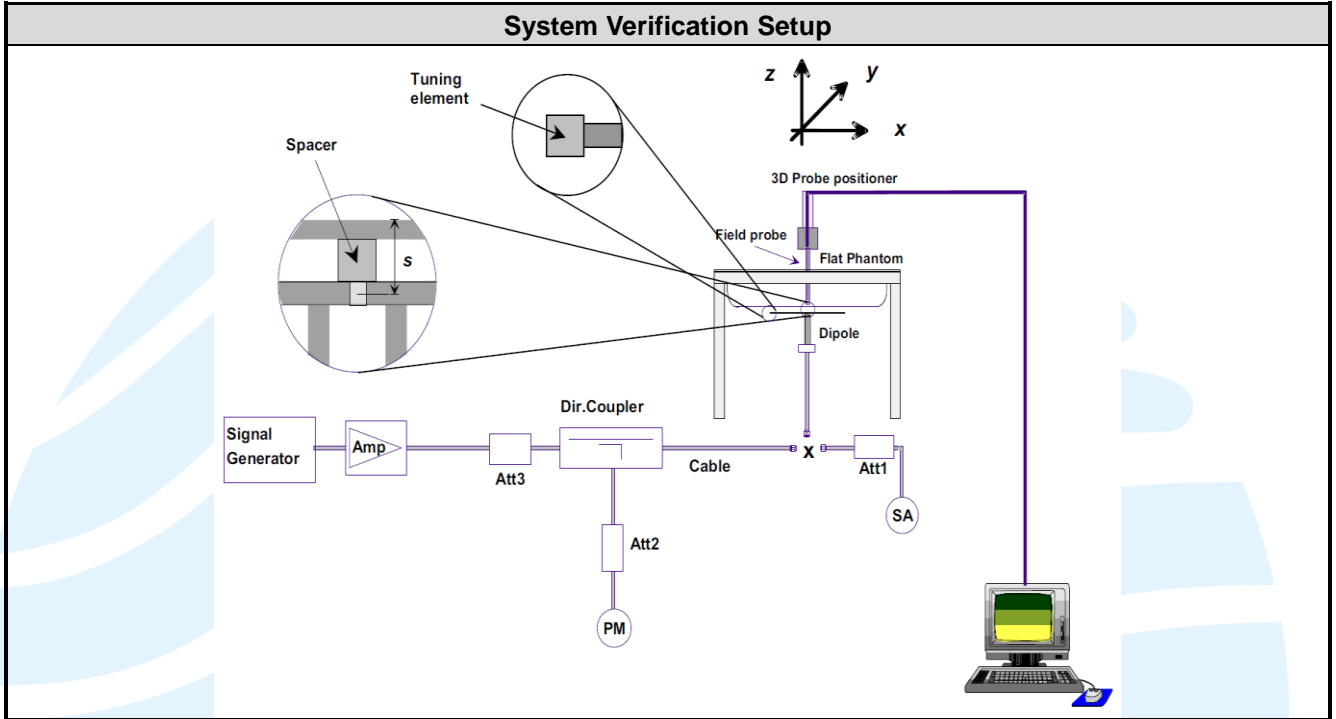 System Verification Setup
Tuning
element
z
y
x
Spacer
3D Probe positioner
s
Field probe
Flat Phantom
Dipole
Dir.Coupler
Signal
Generator
Amp
Att3
Cable
X
Att1
SA
Att2
PM